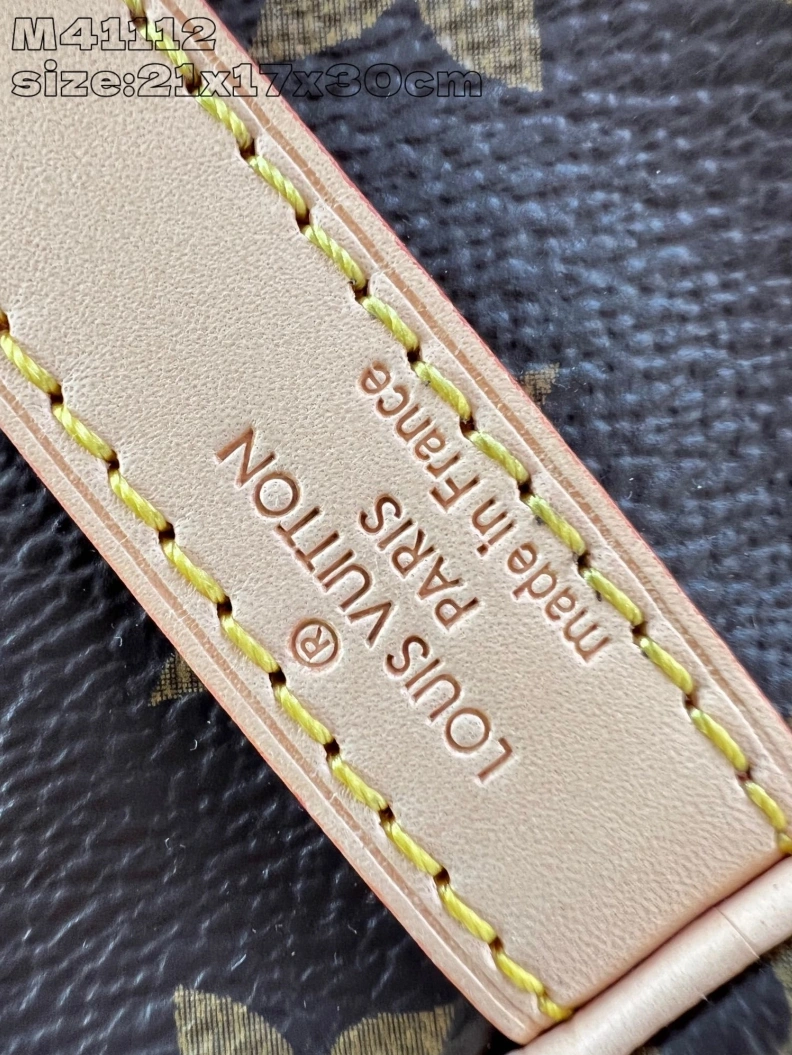 M41112
size:21x17x30cm
®
LOUIS VUITTON
PARIS
made in France